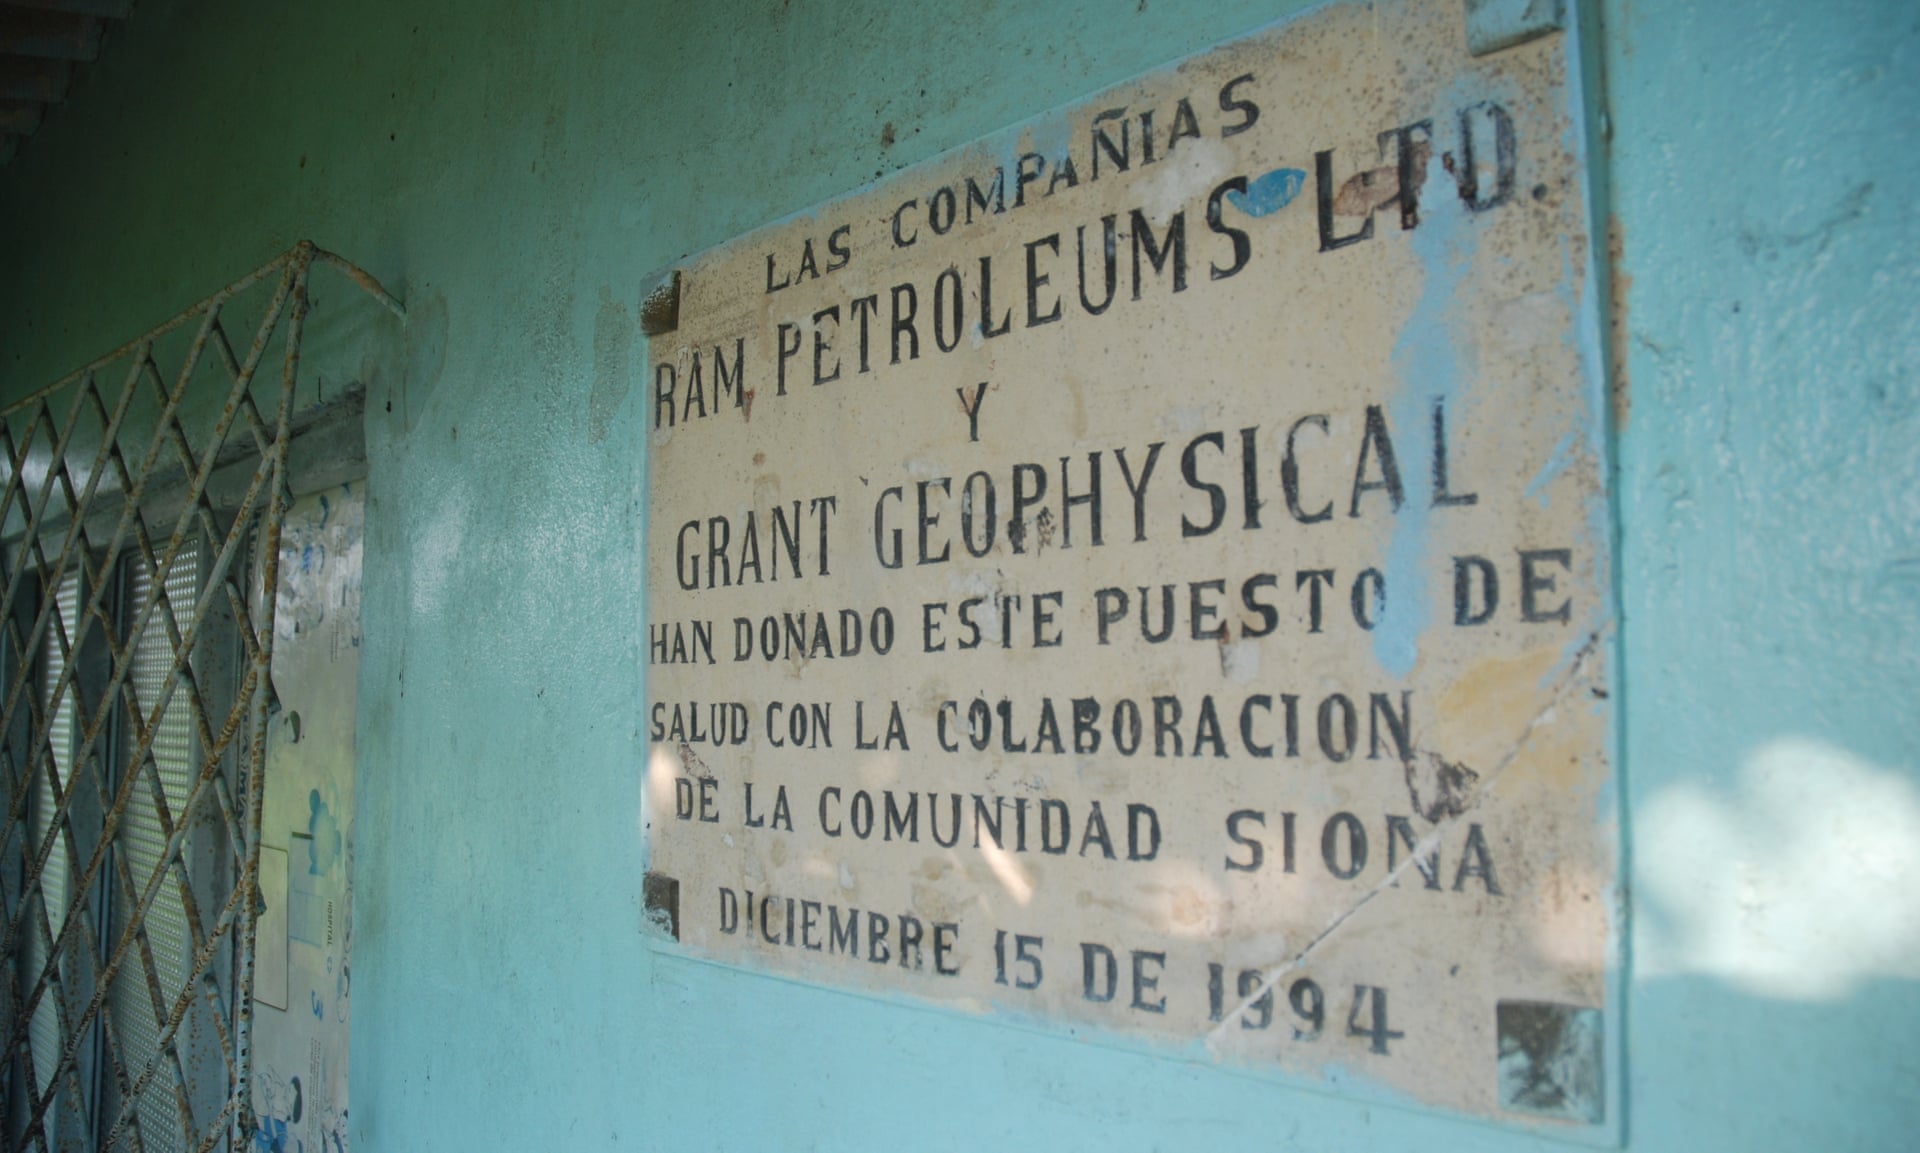 LAS COMPAÑIAS
RAM PETROLEUMS LTD.
Y
GRANT GEOPHYSICAL
HAN DONADO ESTE PUESTO DE
SALUD CON LA COLABORACION
DE LA COMUNIDAD SIONA
DICIEMBRE 15 DE 1994
HOSPITAL